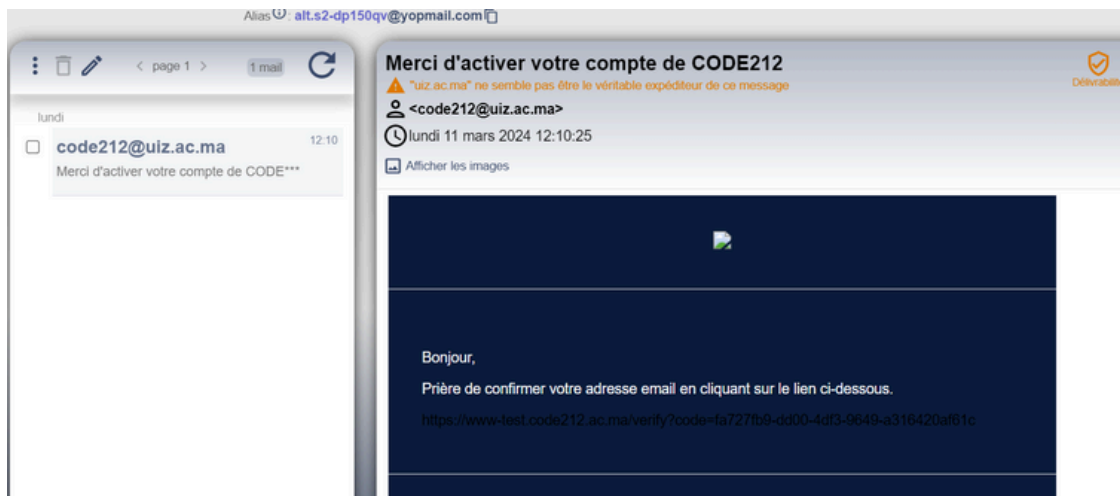 Alias : alt.s2-dp150qv@yopmail.com
page 1
1 mail
lundi
code212@uiz.ac.ma 12:10
Merci d'activer votre compte de CODE***
Merci d'activer votre compte de CODE212
"uiz.ac.ma" ne semble pas être le véritable expéditeur de ce message
<code212@uiz.ac.ma>
lundi 11 mars 2024 12:10:25
Afficher les images
Délivrabilité
Bonjour,
Prière de confirmer votre adresse email en cliquant sur le lien ci-dessous.
https://www-test.code212.ac.ma/verify?code=fa727fb9-dd00-4df3-9649-a316420af61c